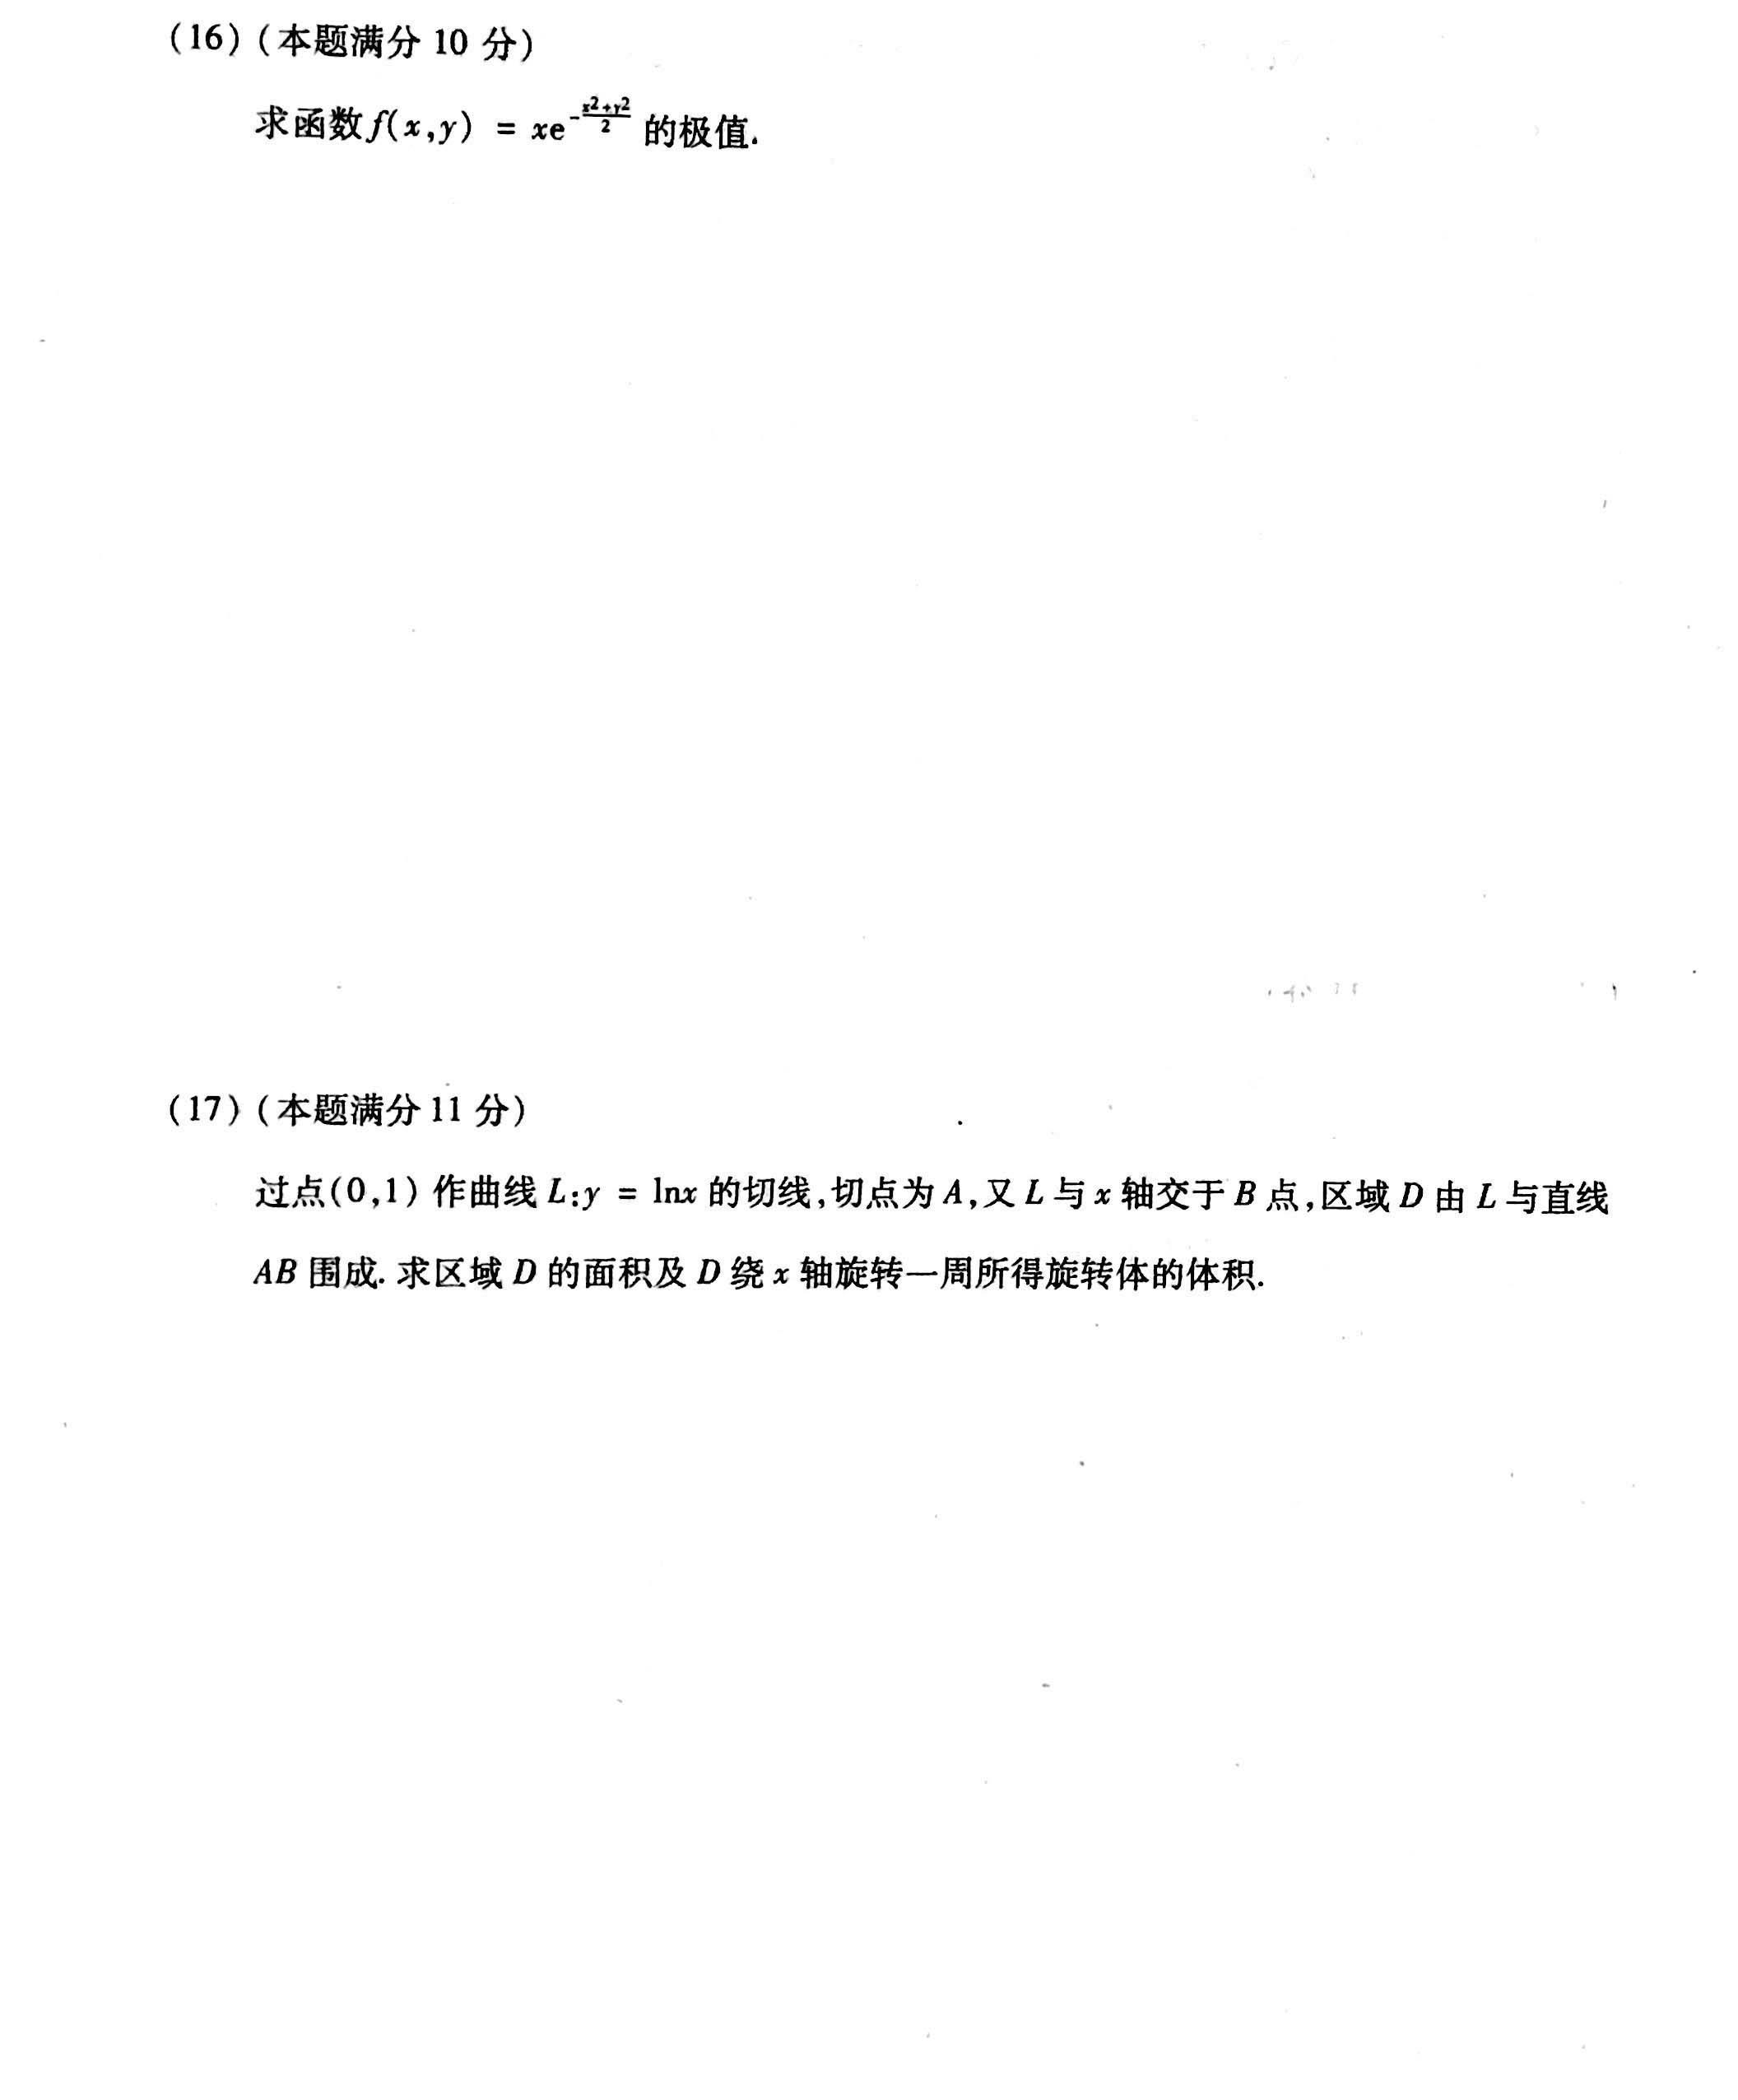 (16) (本题满分 10 分)
求函数f(x,y) = xe^{-\frac{x^2+y^2}{2}} 的极值.
(17) (本题满分 11 分)
过点(0,1) 作曲线 L:y = lnx 的切线,切点为 A,又 L 与 x 轴交于 B 点,区域 D 由 L 与直线
AB 围成. 求区域 D 的面积及 D 绕 x 轴旋转一周所得旋转体的体积.